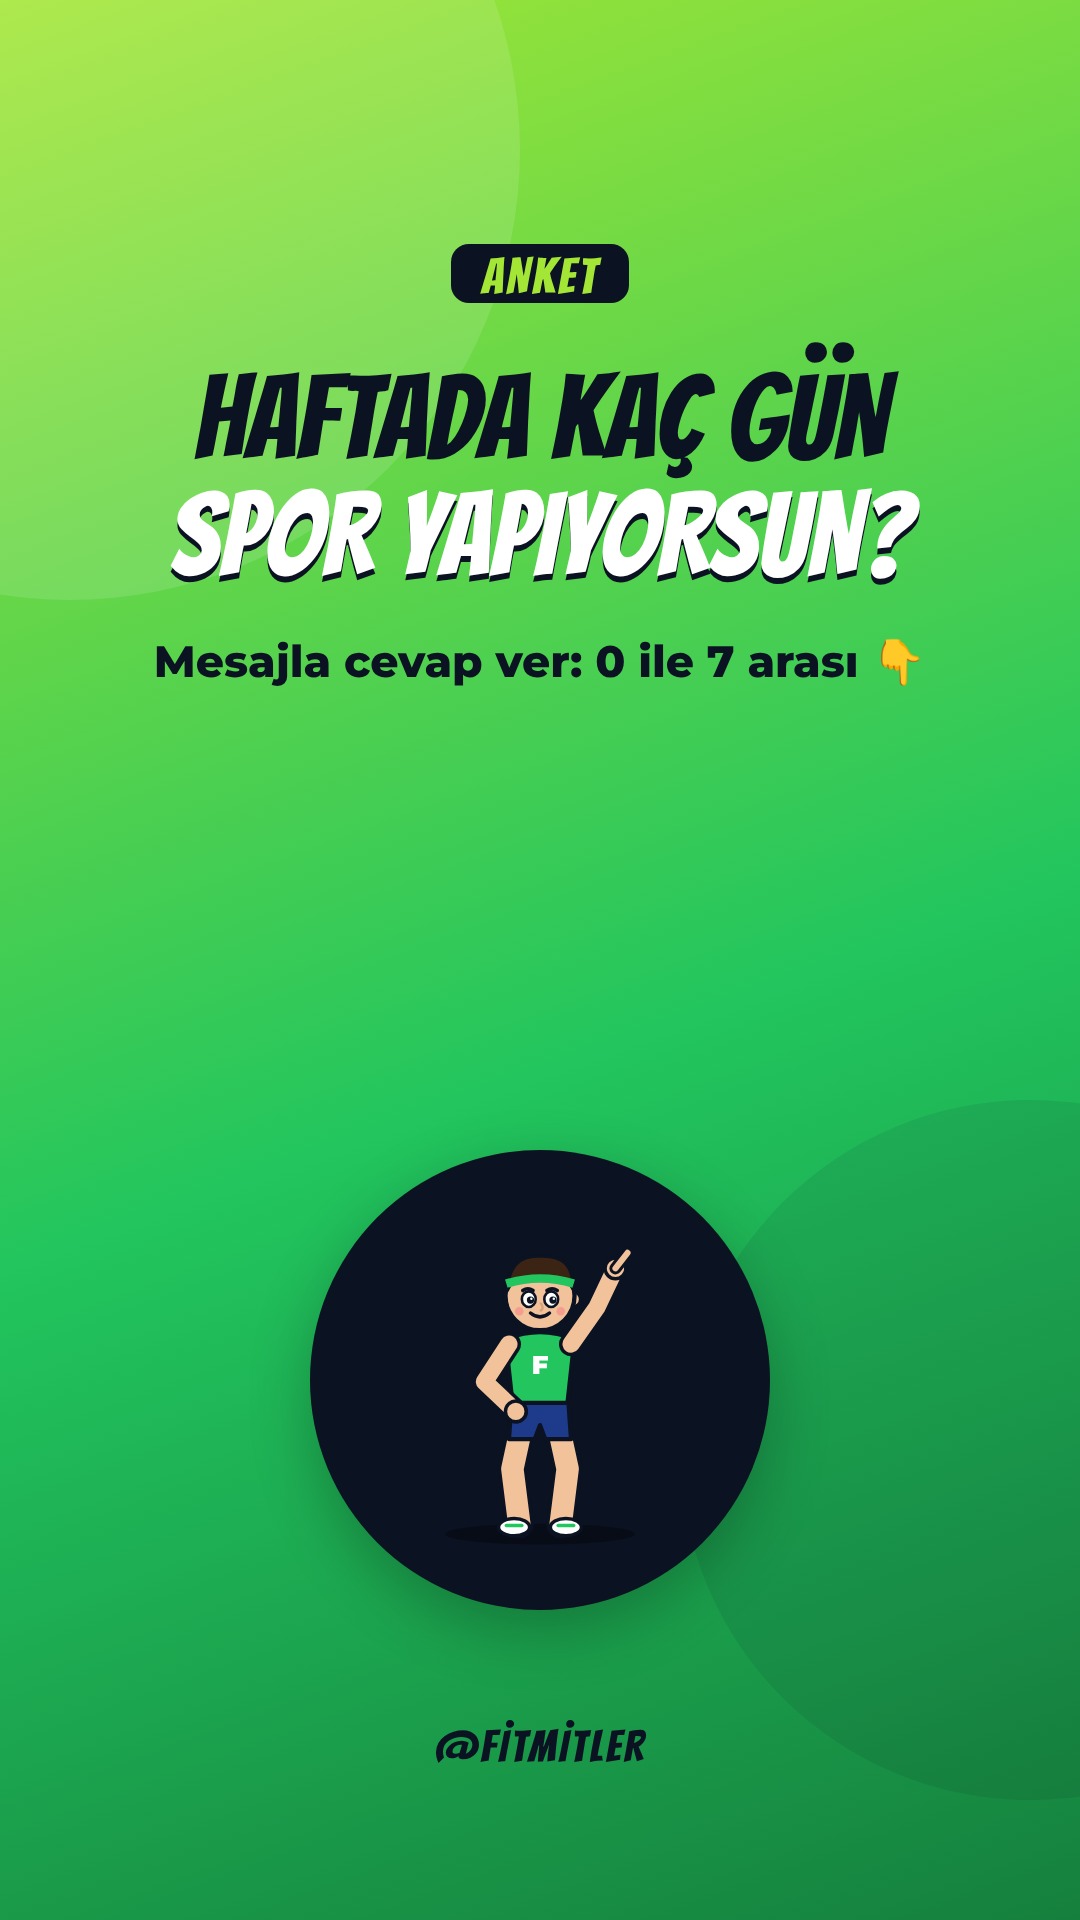 ANKET
HAFTADA KAÇ GÜN
SPOR YAPIYORSUN?
Mesajla cevap ver: 0 ile 7 arası 👇
F
@FİTMİTLER